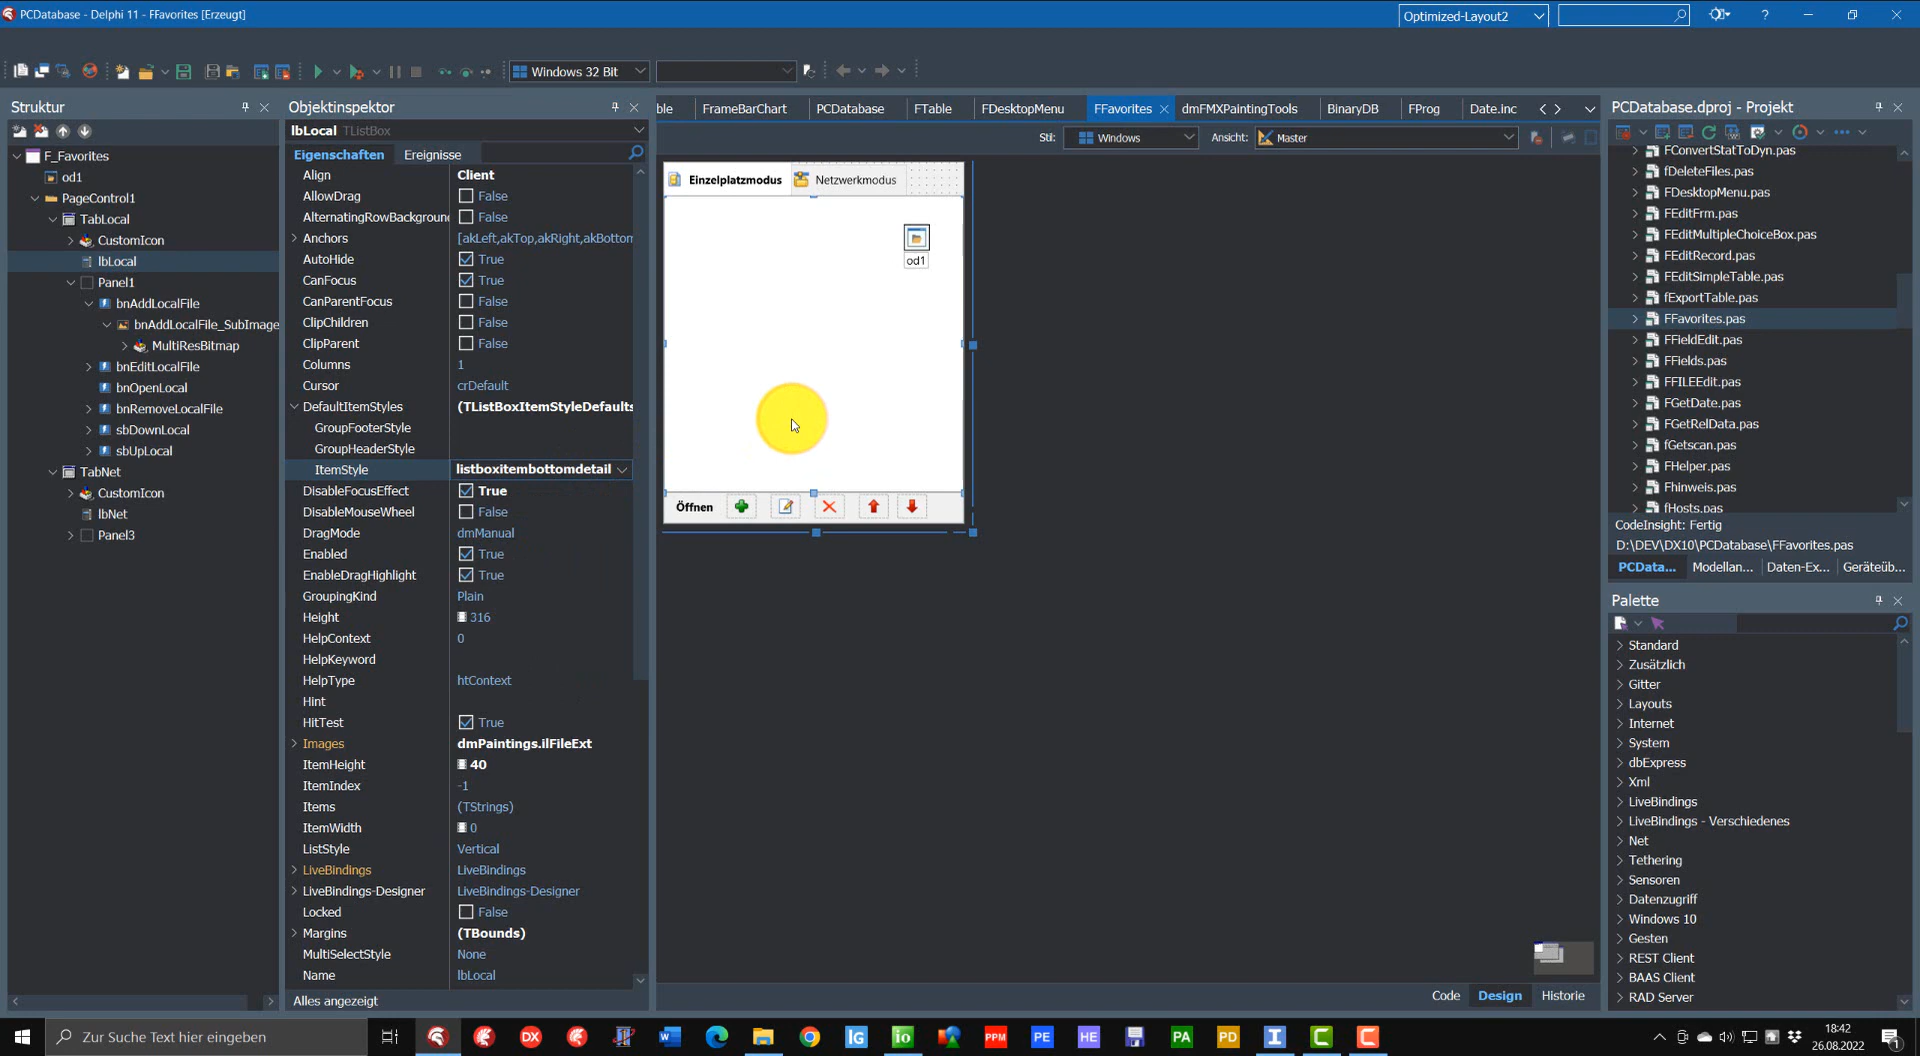 PCDatabase - Delphi 11 - FFavorites [Erzeugt]
Optimized-Layout2
?
Windows 32 Bit
Struktur
F_Favorites
od1
PageControl1
TabLocal
CustomIcon
lbLocal
Panel1
bnAddLocalFile
bnAddLocalFile_SubImage
MultiResBitmap
bnEditLocalFile
bnOpenLocal
bnRemoveLocalFile
sbDownLocal
sbUpLocal
TabNet
CustomIcon
lbNet
Panel3
Objektinspektor
lbLocal TListBox
Eigenschaften Ereignisse
Align Client
AllowDrag False
AlternatingRowBackground False
Anchors [akLeft,akTop,akRight,akBottom
AutoHide True
CanFocus True
CanParentFocus False
ClipChildren False
ClipParent False
Columns 1
Cursor crDefault
DefaultItemStyles (TListBoxItemStyleDefaults
GroupFooterStyle
GroupHeaderStyle
ItemStyle listboxitembottomdetail
DisableFocusEffect True
DisableMouseWheel False
DragMode dmManual
Enabled True
EnableDragHighlight True
GroupingKind Plain
Height 316
HelpContext 0
HelpKeyword
HelpType htContext
Hint
HitTest True
Images dmPaintings.ilFileExt
ItemHeight 40
ItemIndex -1
Items (TStrings)
ItemWidth 0
ListStyle Vertical
LiveBindings LiveBindings
LiveBindings-Designer LiveBindings-Designer
Locked False
Margins (TBounds)
MultiSelectStyle None
Name lbLocal
Alles angezeigt
ble FrameBarChart PCDatabase FTable FDesktopMenu FFavorites dmFMXPaintingTools BinaryDB FProg Date.inc
Stil: Windows Ansicht: Master
Einzelplatzmodus Netzwerkmodus
od1
Öffnen
Code Design Historie
PCDatabase.dproj - Projekt
FConvertStatToDyn.pas
fDeleteFiles.pas
FDesktopMenu.pas
FEditFrm.pas
FEditMultipleChoiceBox.pas
FEditRecord.pas
FEditSimpleTable.pas
fExportTable.pas
FFavorites.pas
FFieldEdit.pas
FFields.pas
FFILEEdit.pas
FGetDate.pas
FGetRelData.pas
fGetscan.pas
FHelper.pas
Fhinweis.pas
fHosts.pas
CodeInsight: Fertig
D:\DEV\DX10\PCDatabase\FFavorites.pas
PCData... Modellan... Daten-Ex... Geräteüb...
Palette
Standard
Zusätzlich
Gitter
Layouts
Internet
System
dbExpress
Xml
LiveBindings
LiveBindings - Verschiedenes
Net
Tethering
Sensoren
Datenzugriff
Windows 10
Gesten
REST Client
BAAS Client
RAD Server
Zur Suche Text hier eingeben
DX
IG
io
PPM
PE
HE
PA
PD
I
C
C
18:42
26.08.2022
1